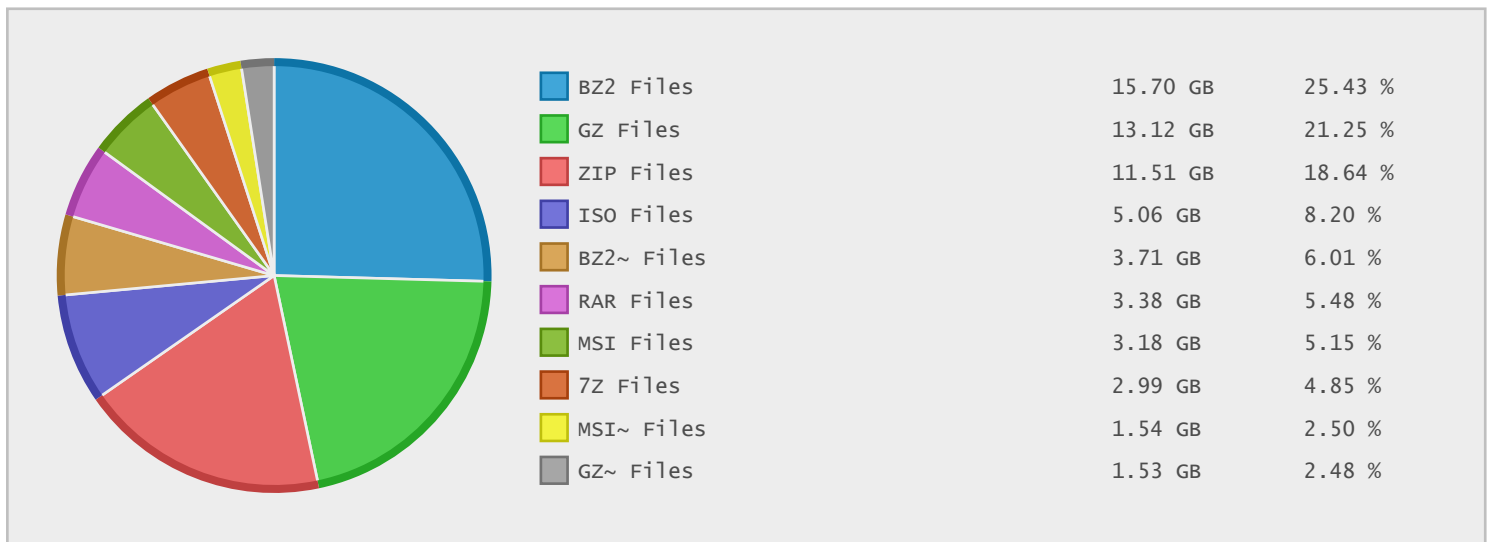 BZ2 Files 15.70 GB 25.43 %
GZ Files 13.12 GB 21.25 %
ZIP Files 11.51 GB 18.64 %
ISO Files 5.06 GB 8.20 %
BZ2~ Files 3.71 GB 6.01 %
RAR Files 3.38 GB 5.48 %
MSI Files 3.18 GB 5.15 %
7Z Files 2.99 GB 4.85 %
MSI~ Files 1.54 GB 2.50 %
GZ~ Files 1.53 GB 2.48 %